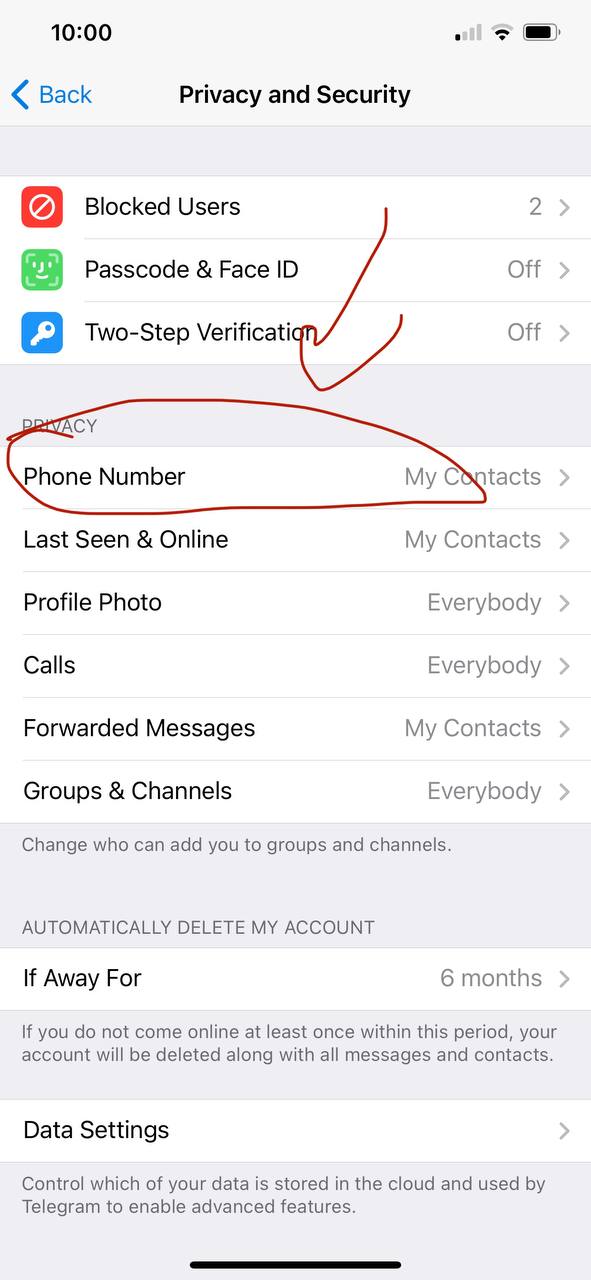 10:00
Back
Privacy and Security
Blocked Users 2
Passcode & Face ID Off
Two-Step Verification Off
PRIVACY
Phone Number My Contacts
Last Seen & Online My Contacts
Profile Photo Everybody
Calls Everybody
Forwarded Messages My Contacts
Groups & Channels Everybody
Change who can add you to groups and channels.
AUTOMATICALLY DELETE MY ACCOUNT
If Away For 6 months
If you do not come online at least once within this period, your
account will be deleted along with all messages and contacts.
Data Settings
Control which of your data is stored in the cloud and used by
Telegram to enable advanced features.